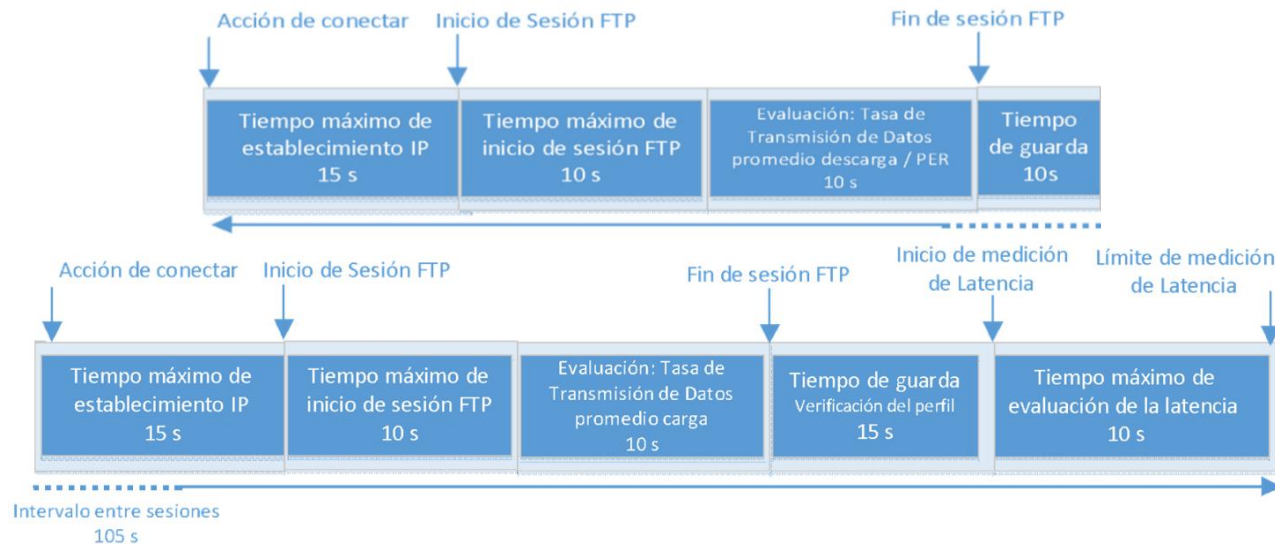 Acción de conectar
Inicio de Sesión FTP
Fin de sesión FTP
Tiempo máximo de
establecimiento IP
15 s
Tiempo máximo de
inicio de sesión FTP
10 s
Evaluación: Tasa de
Transmisión de Datos
promedio descarga / PER
10 s
Tiempo
de guarda
10s
Acción de conectar
Inicio de Sesión FTP
Fin de sesión FTP
Inicio de medición
de Latencia
Límite de medición
de Latencia
Tiempo máximo de
establecimiento IP
15 s
Tiempo máximo de
inicio de sesión FTP
10 s
Evaluación: Tasa de
Transmisión de Datos
promedio carga
10 s
Tiempo de guarda
Verificación del perfil
15 s
Tiempo máximo de
evaluación de la latencia
10 s
Intervalo entre sesiones
105 s